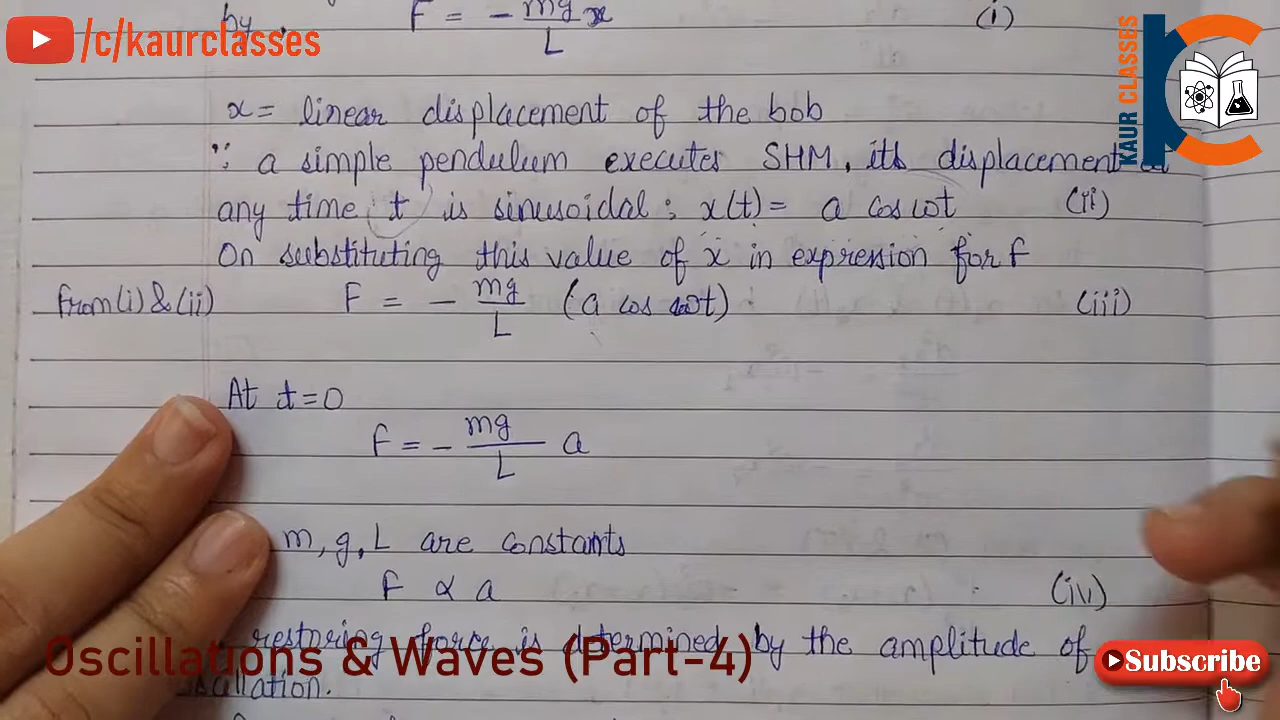 /c/kaurclasses
by. F = - mg/L x (i)
KAUR CLASSES
x = linear displacement of the bob
∵ a simple pendulum executes SHM, its displacement
any time t is sinusoidal: x(t) = a cos ωt (ii)
On substituting this value of x in expression for F
from (i) & (ii) F = - mg/L (a cos ωt) (iii)
At t=0
F = - mg/L a
m, g, L are constants
F ∝ a (iv)
restoring force is determined by the amplitude of
Oscillations & Waves (Part-4)
Subscribe